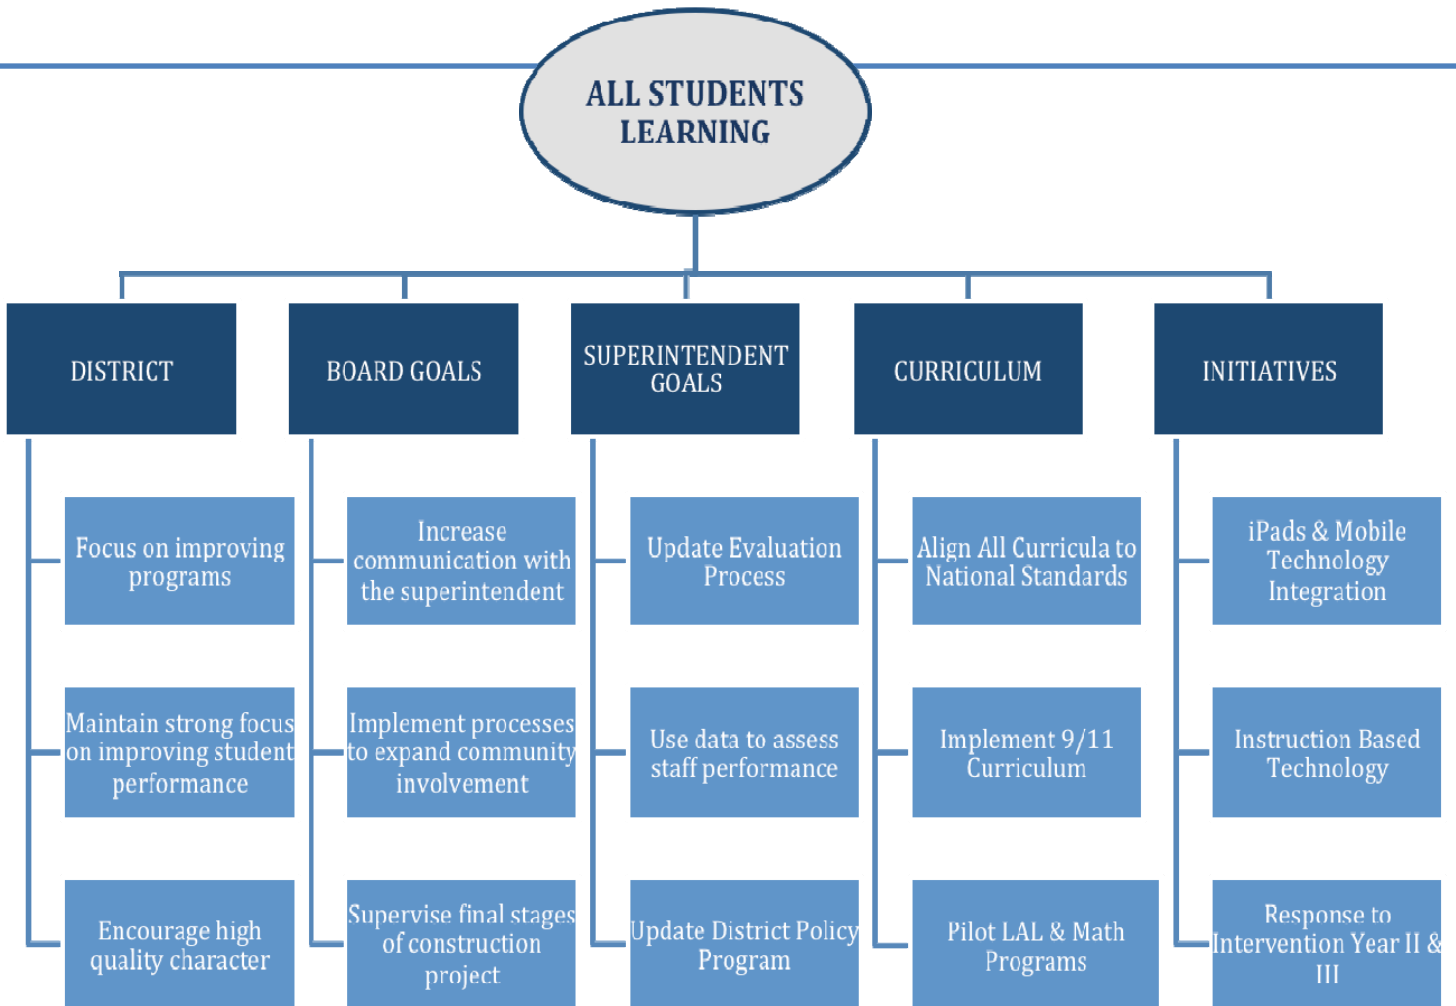 ALL STUDENTS
LEARNING
DISTRICT
BOARD GOALS
SUPERINTENDENT
GOALS
CURRICULUM
INITIATIVES
Focus on improving
programs
Increase
communication with
the superintendent
Update Evaluation
Process
Align All Curricula to
National Standards
iPads & Mobile
Technology
Integration
Maintain strong focus
on improving student
performance
Implement processes
to expand community
involvement
Use data to assess
staff performance
Implement 9/11
Curriculum
Instruction Based
Technology
Encourage high
quality character
Supervise final stages
of construction
project
Update District Policy
Program
Pilot LAL & Math
Programs
Response to
Intervention Year II &
III